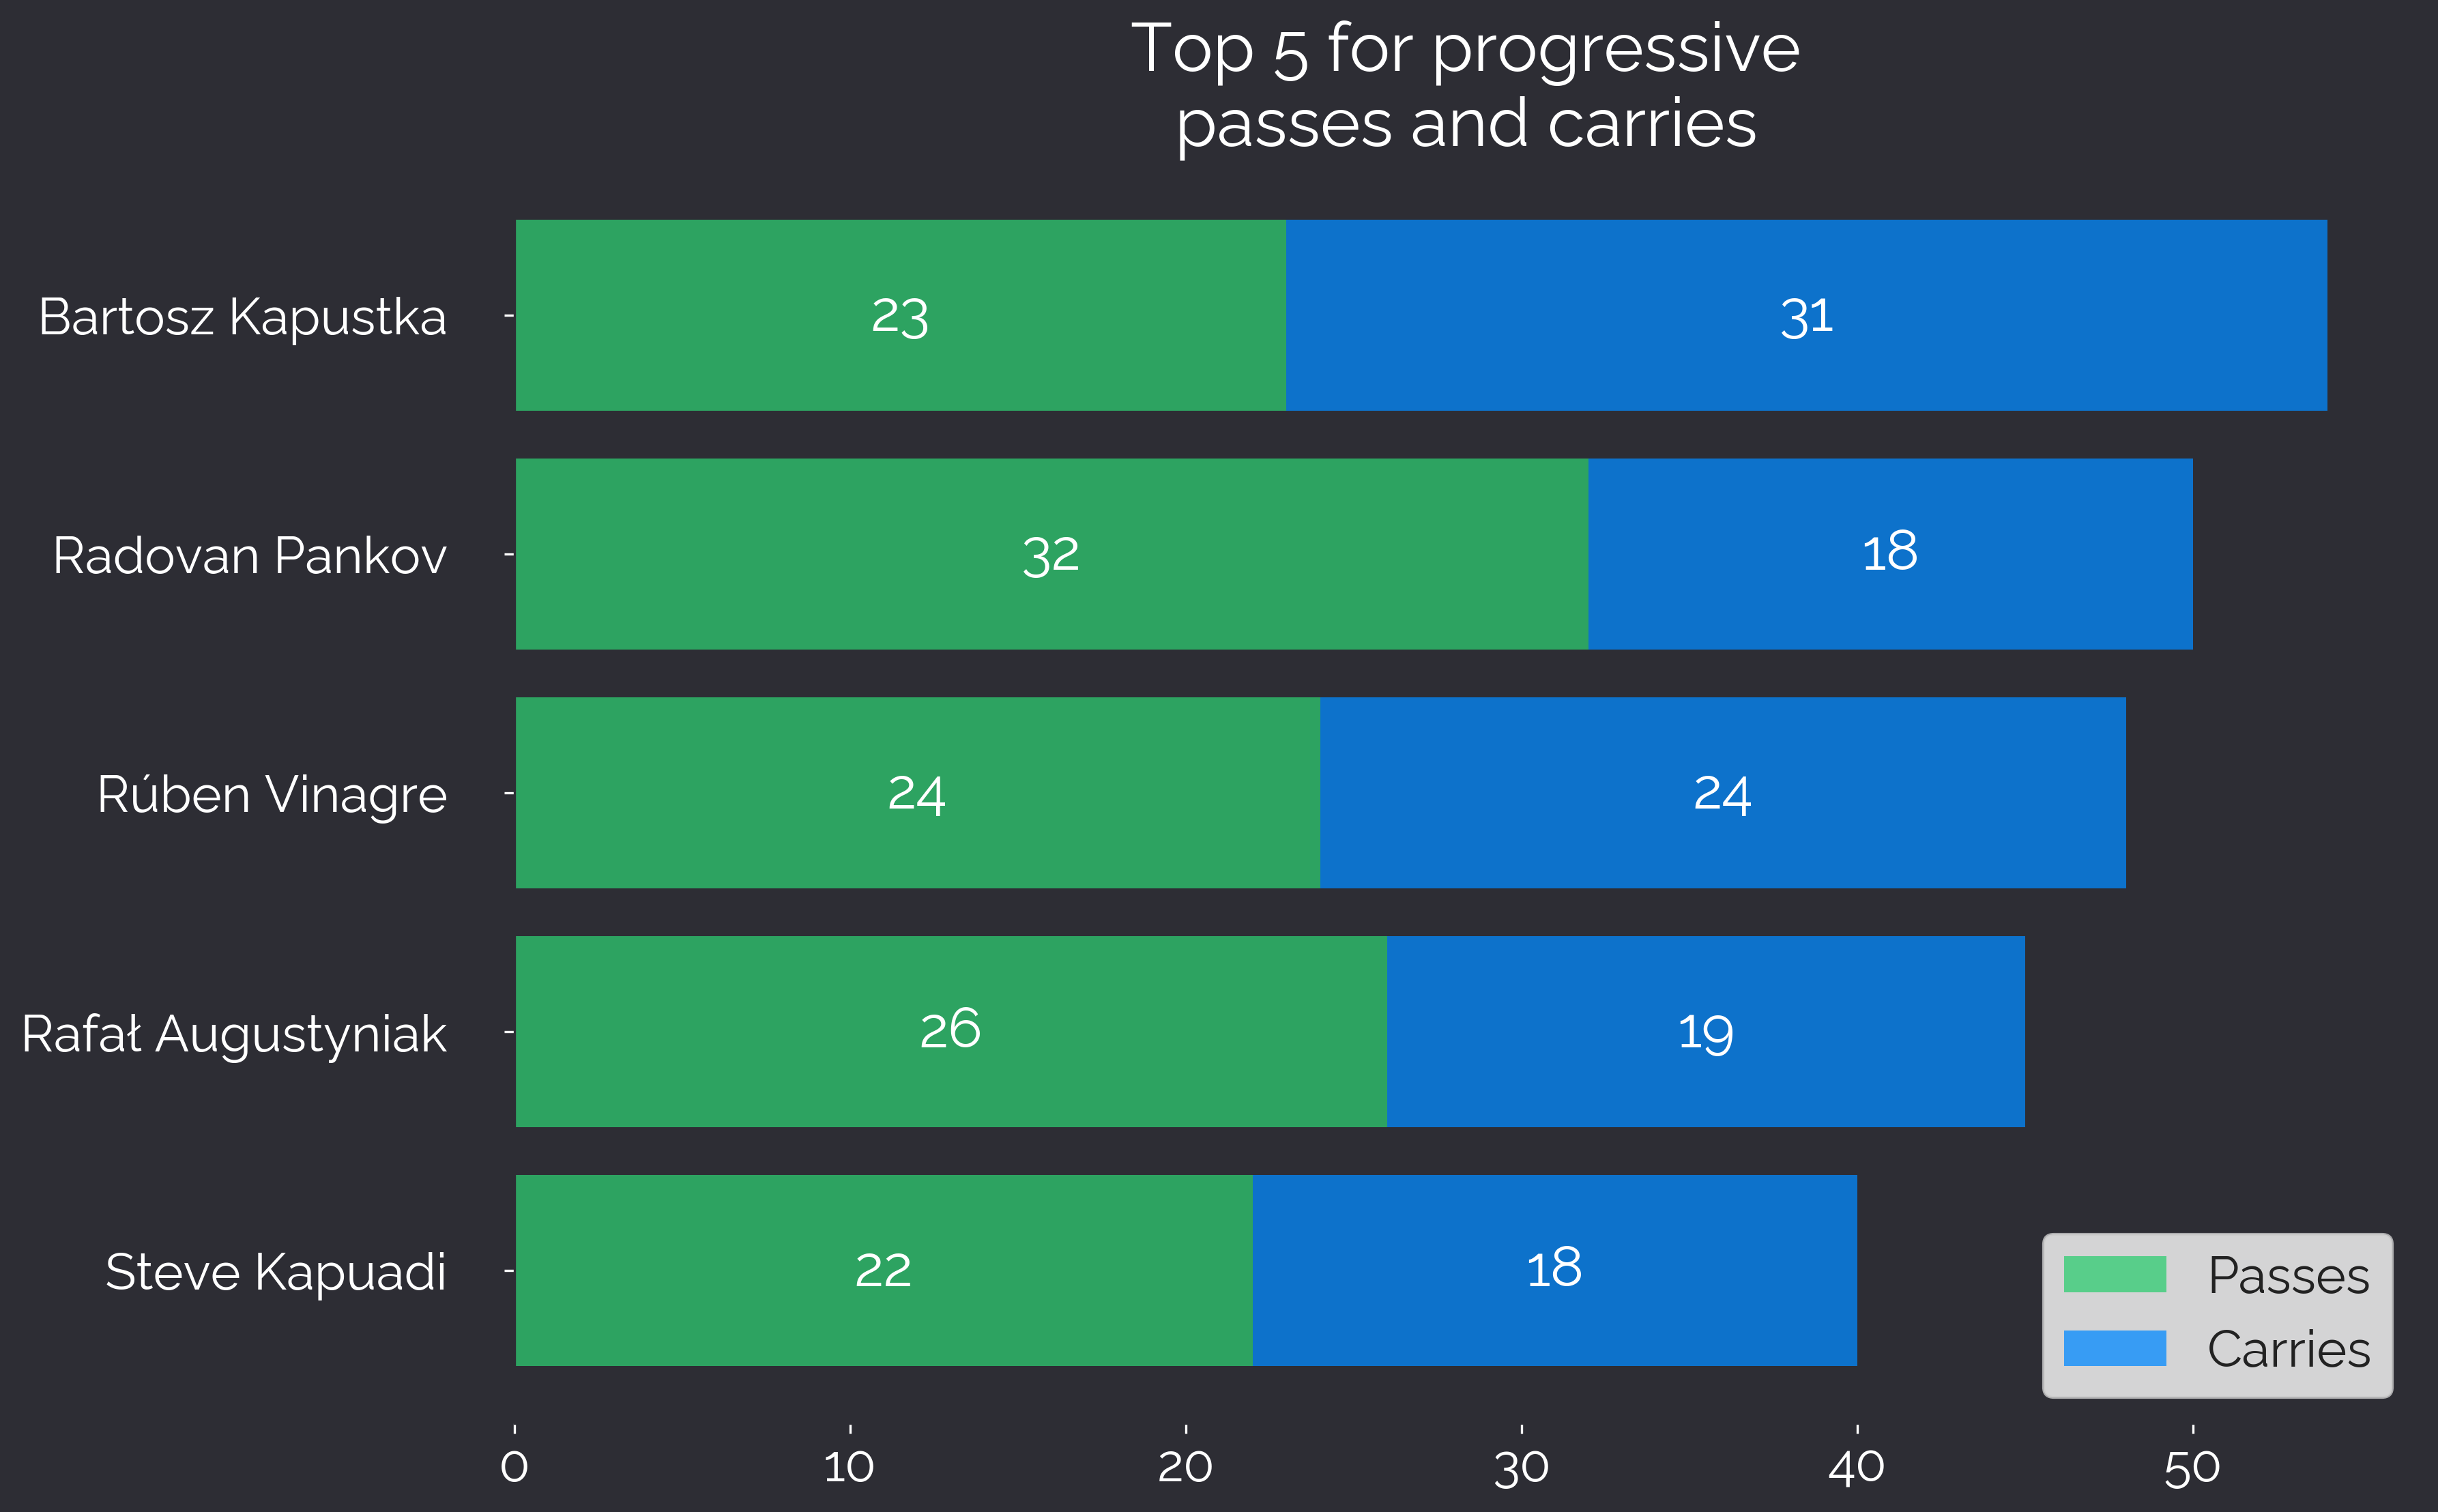 Top 5 for progressive
passes and carries
Bartosz Kapustka 23 31
Radovan Pankov 32 18
Rúben Vinagre 24 24
Rafał Augustyniak 26 19
Steve Kapuadi 22 18
Passes
Carries
0 10 20 30 40 50